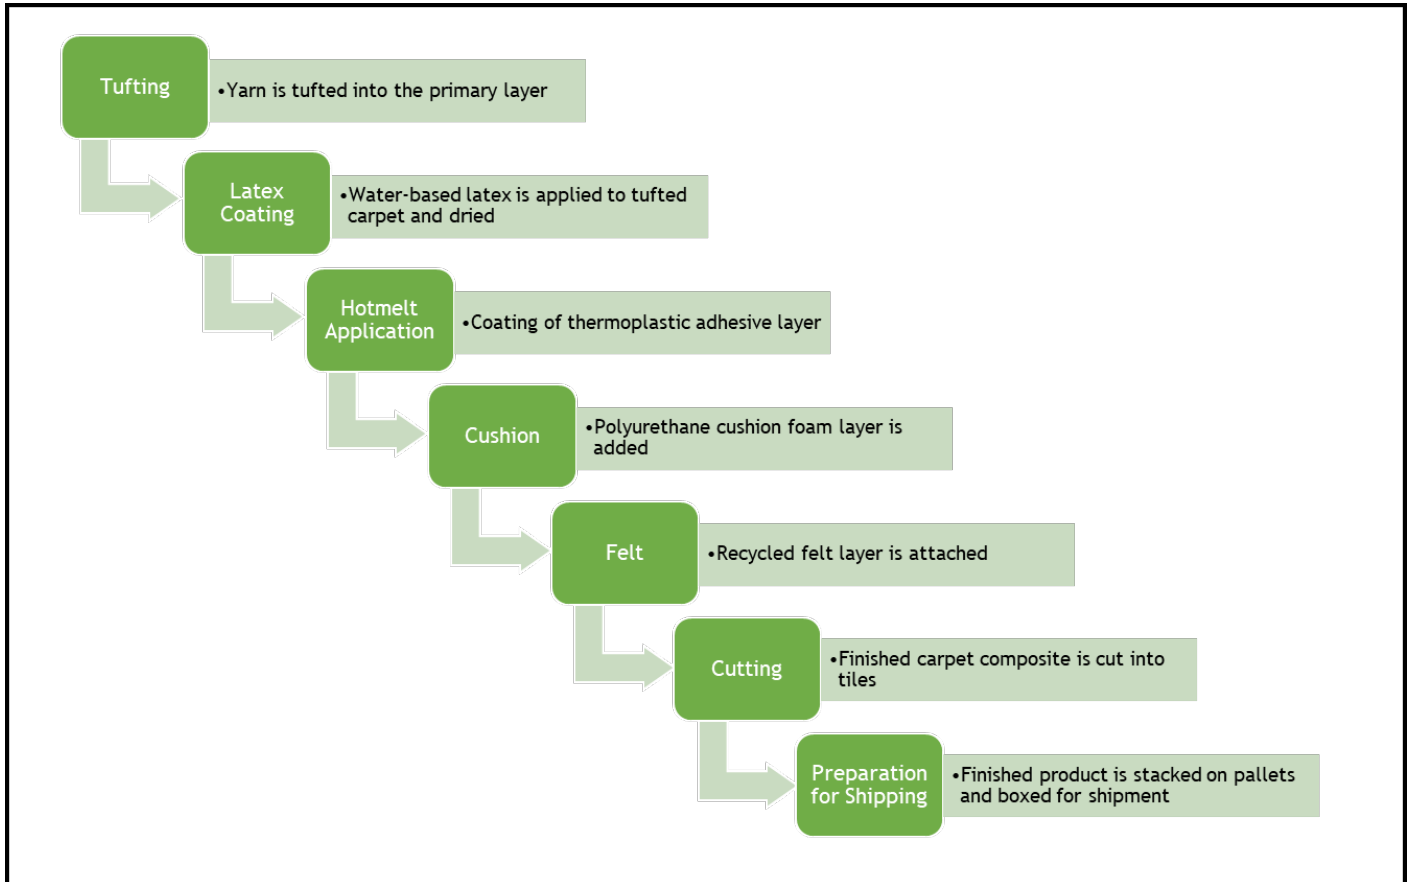 Tufting
•Yarn is tufted into the primary layer
Latex
Coating
•Water-based latex is applied to tufted
carpet and dried
Hotmelt
Application
•Coating of thermoplastic adhesive layer
Cushion
•Polyurethane cushion foam layer is
added
Felt
•Recycled felt layer is attached
Cutting
•Finished carpet composite is cut into
tiles
Preparation
for Shipping
•Finished product is stacked on pallets
and boxed for shipment